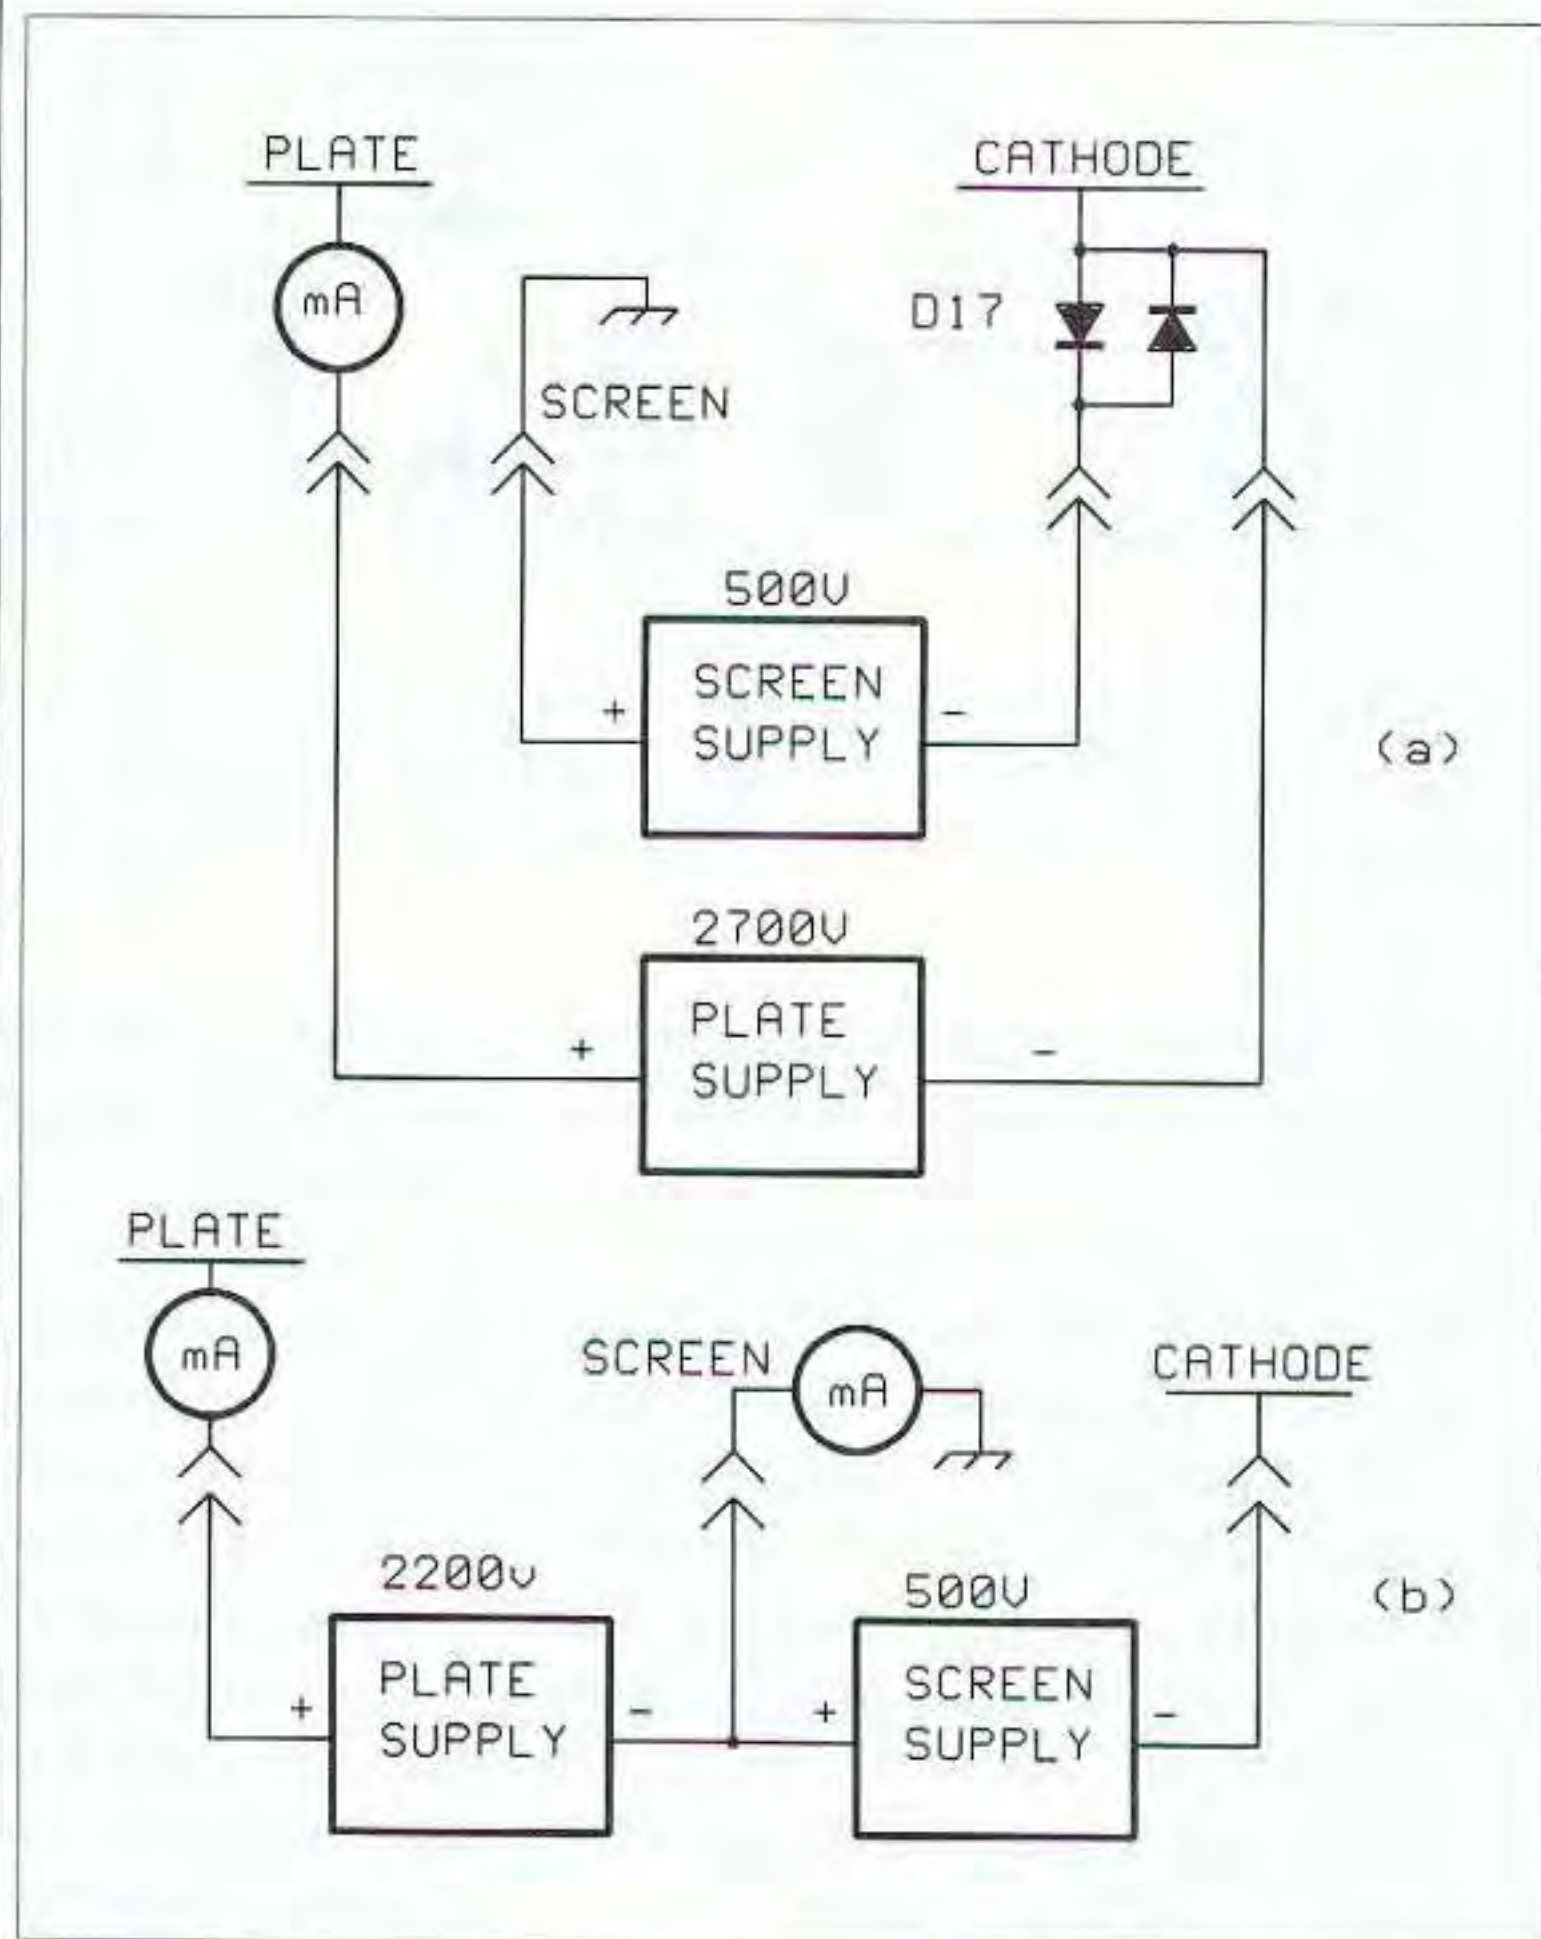 PLATE
CATHODE
mA
D17
SCREEN
500V
SCREEN
SUPPLY
+
-
(a)
2700V
PLATE
SUPPLY
+
-
PLATE
mA
SCREEN
mA
CATHODE
2200v
500V
(b)
PLATE
SUPPLY
+
-
SCREEN
SUPPLY
+
-